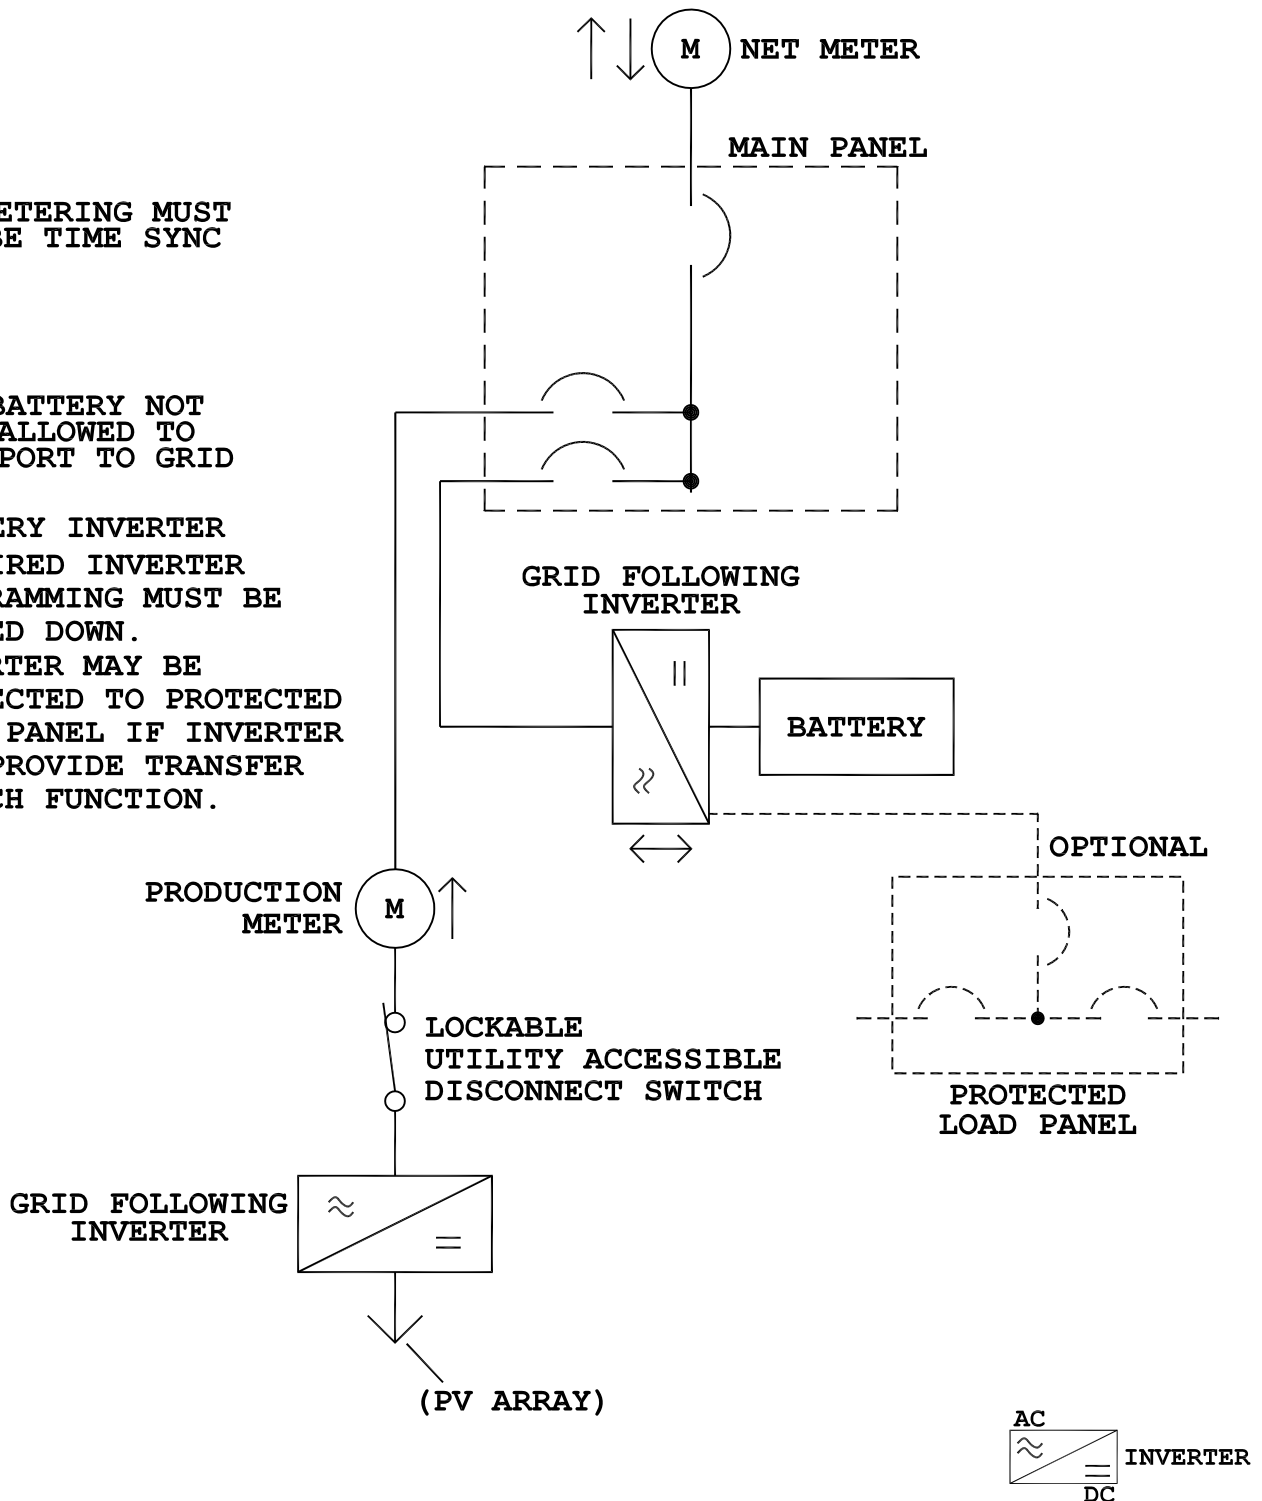 M NET METER
MAIN PANEL
ETERING MUST
BE TIME SYNC
BATTERY NOT
ALLOWED TO
PORT TO GRID
ERY INVERTER
IRED INVERTER
RAMMING MUST BE
ED DOWN.
RTER MAY BE
ECTED TO PROTECTED
PANEL IF INVERTER
PROVIDE TRANSFER
CH FUNCTION.
GRID FOLLOWING
INVERTER
BATTERY
OPTIONAL
PRODUCTION
METER
M
LOCKABLE
UTILITY ACCESSIBLE
DISCONNECT SWITCH
PROTECTED
LOAD PANEL
GRID FOLLOWING
INVERTER
(PV ARRAY)
AC
INVERTER
DC